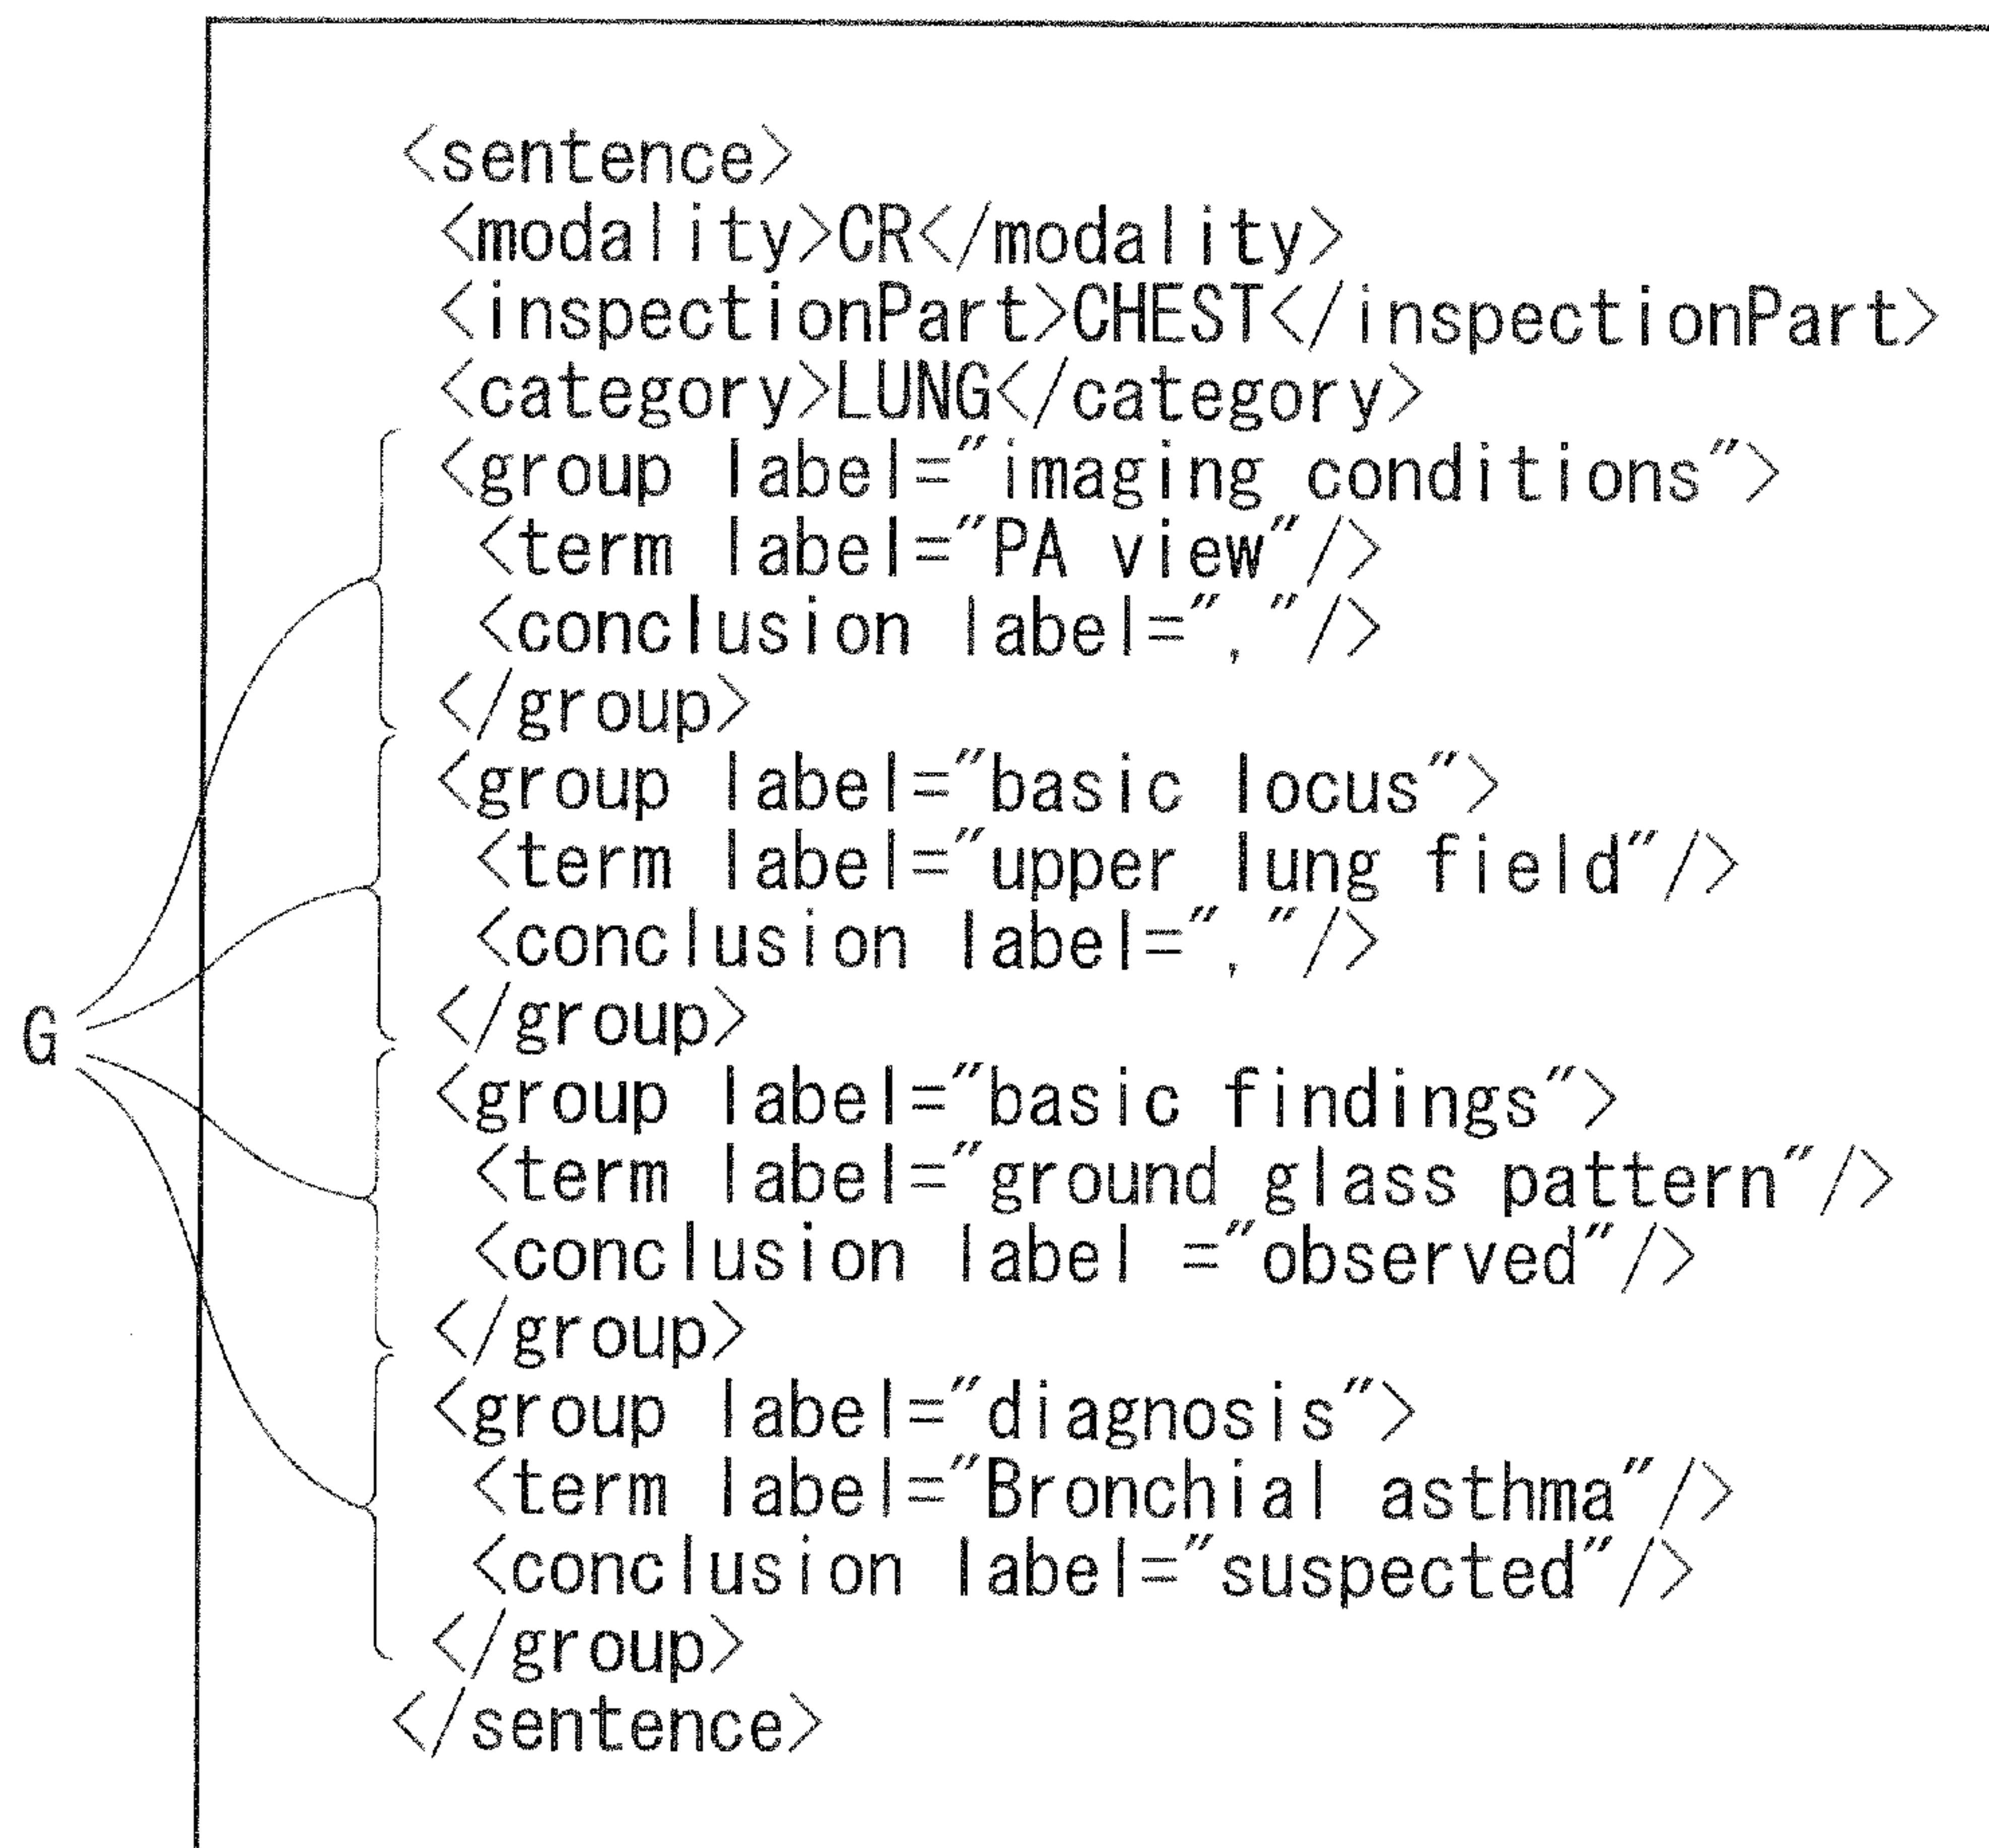 <sentence>
<modality>CR</modality>
<inspectionPart>CHEST</inspectionPart>
<category>LUNG</category>
<group label="imaging conditions">
<term label="PA view"/>
<conclusion label=", "/>
</group>
<group label="basic locus">
<term label="upper lung field"/>
<conclusion label=", "/>
</group>
G
<group label="basic findings">
<term label="ground glass pattern"/>
<conclusion label ="observed"/>
</group>
<group label="diagnosis">
<term label="Bronchial asthma"/>
<conclusion label="suspected"/>
</group>
</sentence>